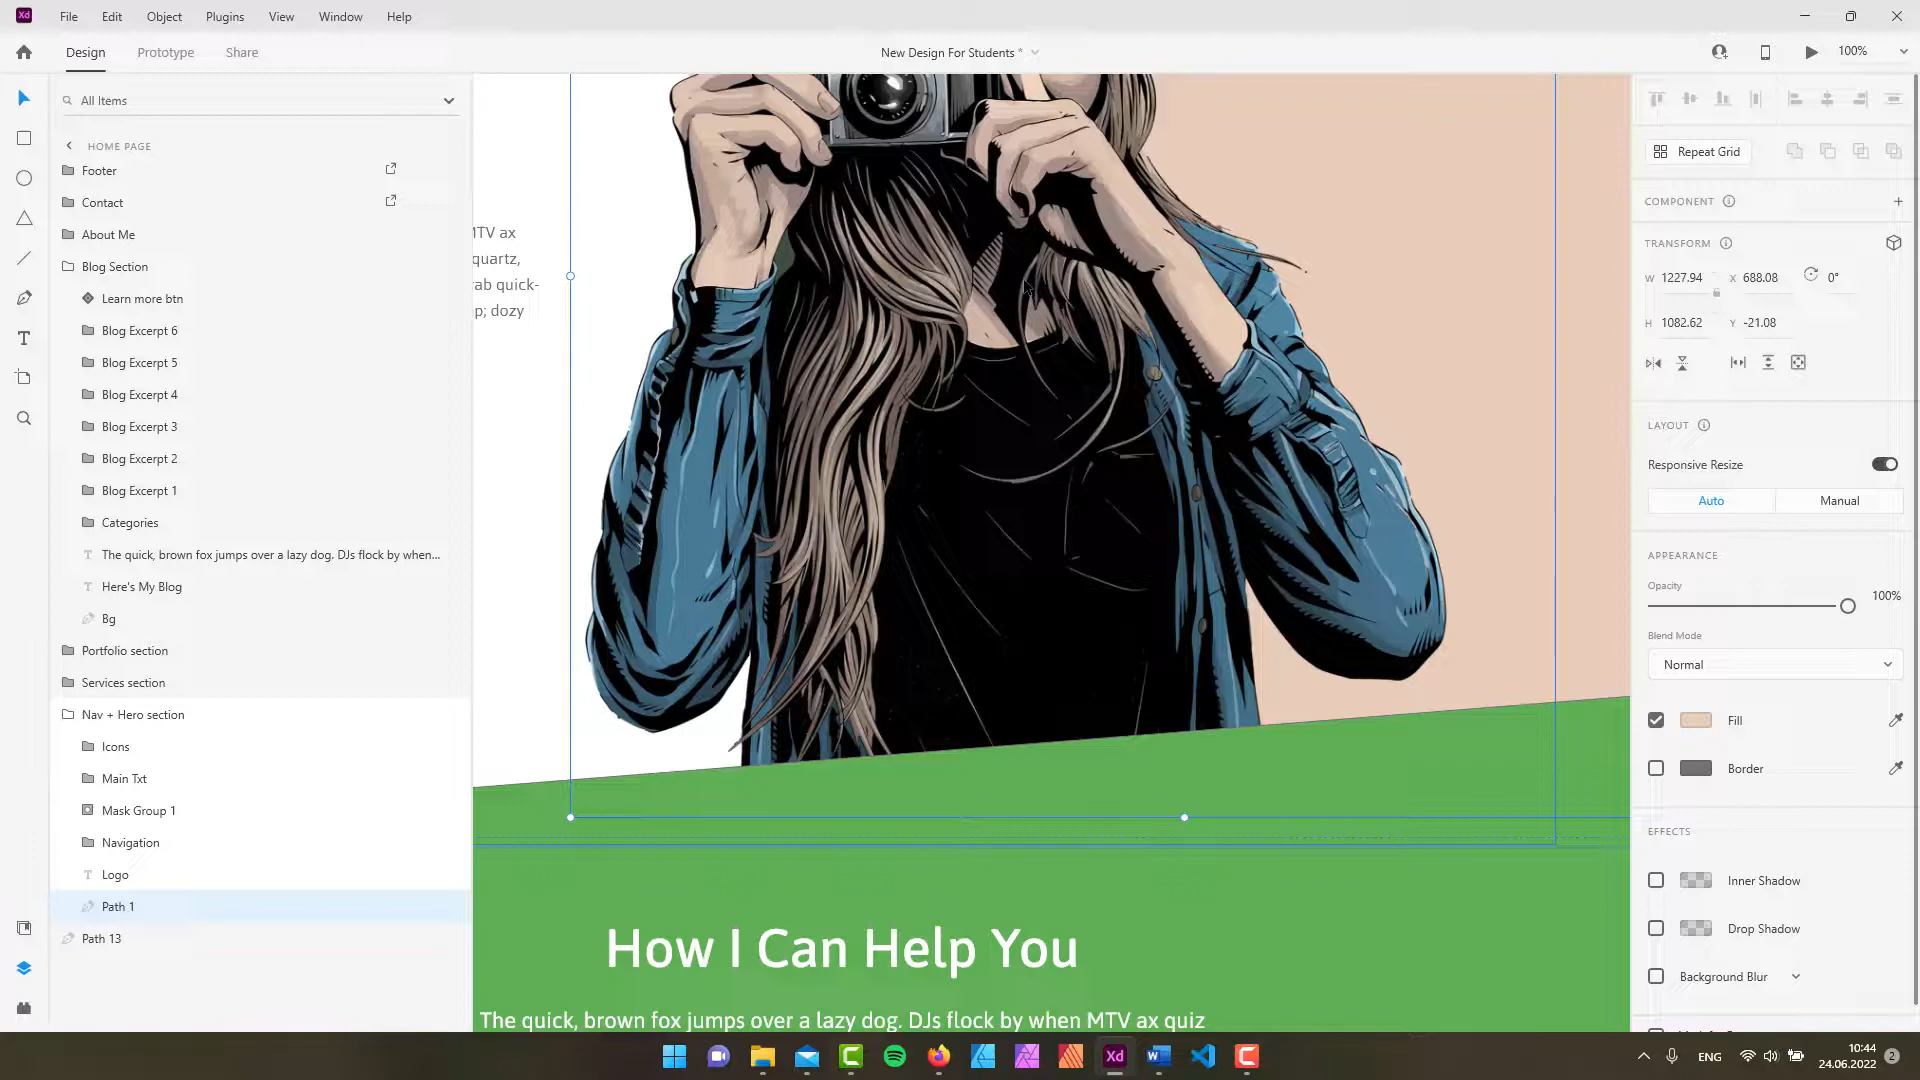 Xd File Edit Object Plugins View Window Help
Design Prototype Share New Design For Students * 100%
All Items
HOME PAGE
Footer
Contact
About Me
Blog Section
Learn more btn
Blog Excerpt 6
Blog Excerpt 5
Blog Excerpt 4
Blog Excerpt 3
Blog Excerpt 2
Blog Excerpt 1
Categories
The quick, brown fox jumps over a lazy dog. DJs flock by when...
Here's My Blog
Bg
Portfolio section
Services section
Nav + Hero section
Icons
Main Txt
Mask Group 1
Navigation
Logo
Path 1
Path 13
MTV ax
quartz,
rab quick-
p; dozy
How I Can Help You
The quick, brown fox jumps over a lazy dog. DJs flock by when MTV ax quiz
Repeat Grid
COMPONENT
TRANSFORM
W 1227.94 X 688.08 0°
H 1082.62 Y -21.08
LAYOUT
Responsive Resize
Auto Manual
APPEARANCE
Opacity
100%
Blend Mode
Normal
Fill
Border
EFFECTS
Inner Shadow
Drop Shadow
Background Blur
Xd ENG 10:44
24.06.2022 2